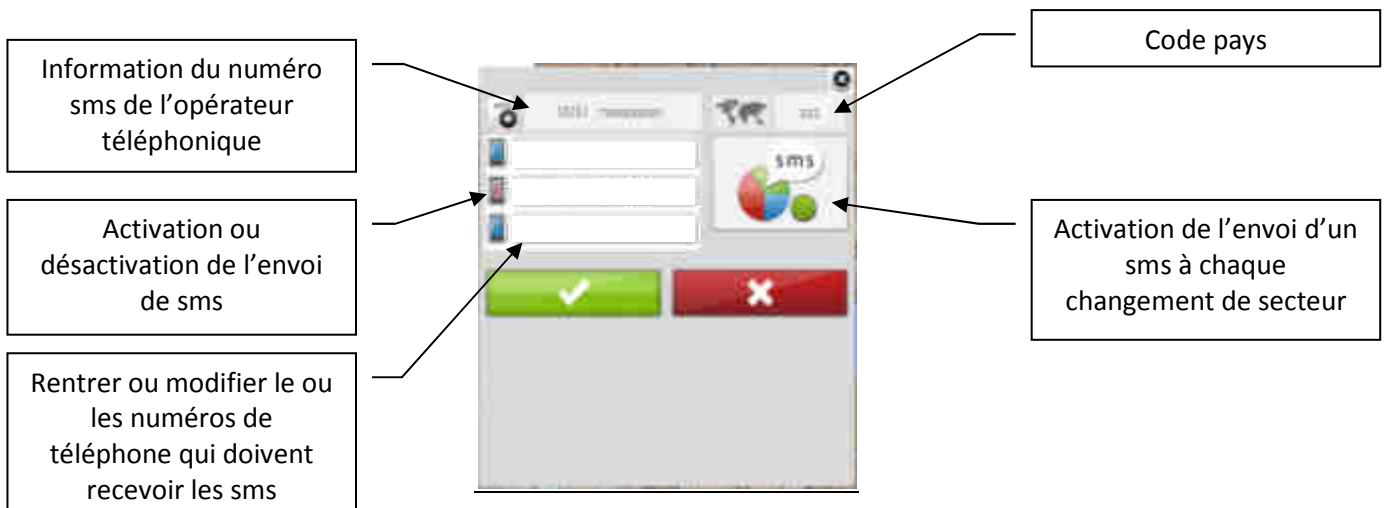 Information du numéro
sms de l’opérateur
téléphonique
Activation ou
désactivation de l’envoi
de sms
Rentrer ou modifier le ou
les numéros de
téléphone qui doivent
recevoir les sms
sms
Code pays
Activation de l’envoi d’un
sms à chaque
changement de secteur